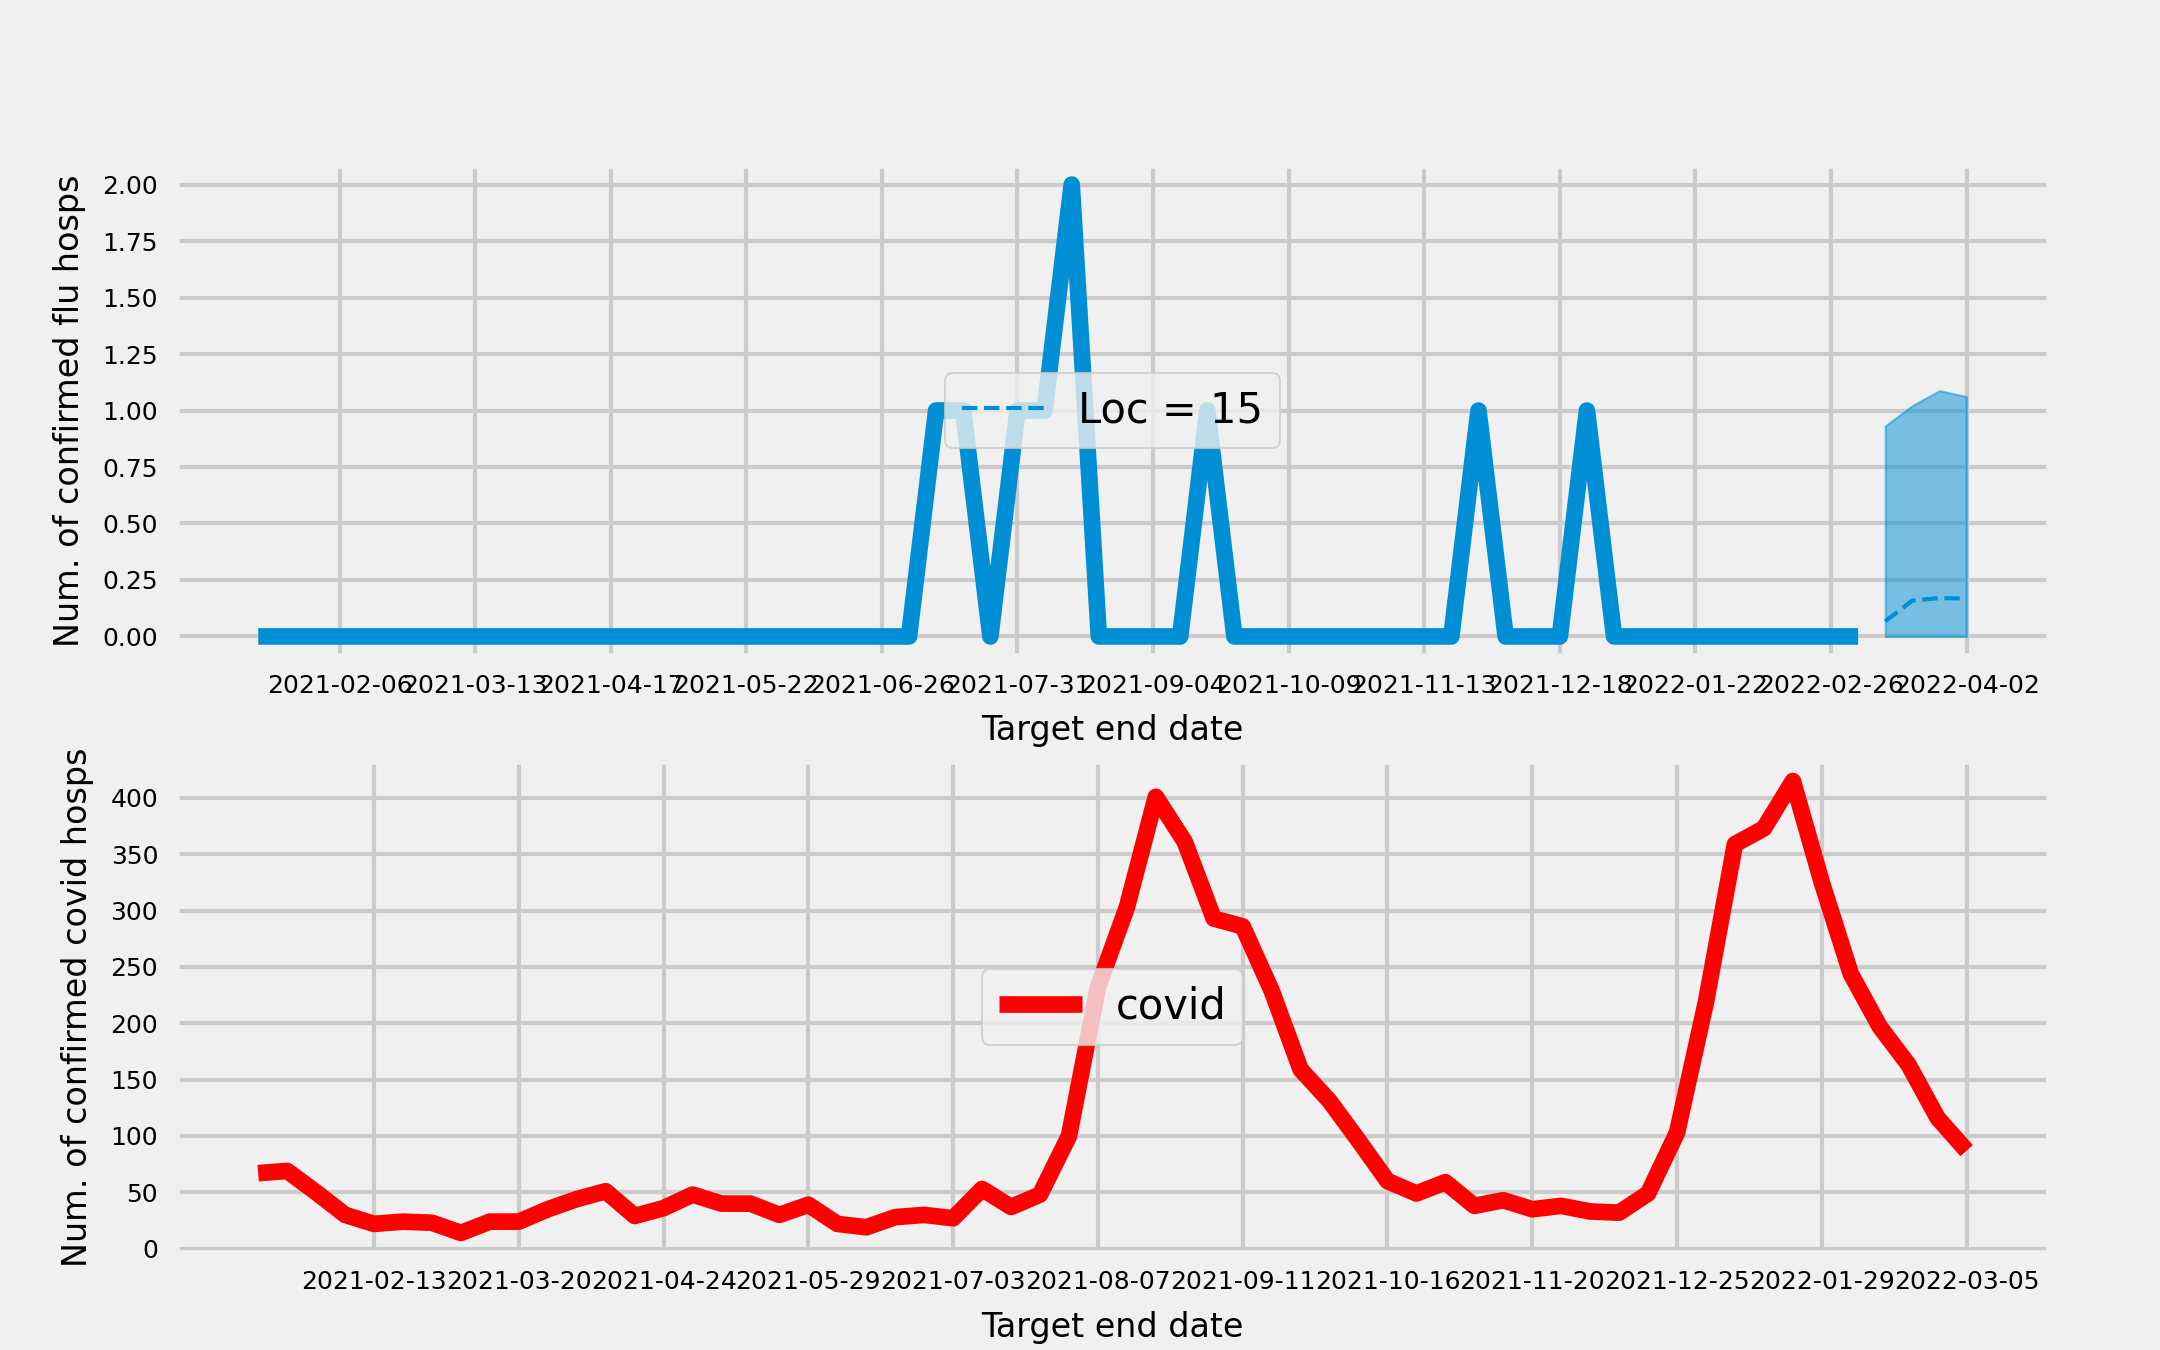 Num. of confirmed flu hosps
2.00
1.75
1.50
1.25
1.00
0.75
0.50
0.25
0.00
Loc = 15
2021-02-06 2021-03-13 2021-04-17 2021-05-22 2021-06-26 2021-07-31 2021-09-04 2021-10-09 2021-11-13 2021-12-18 2022-01-22 2022-02-26 2022-04-02
Target end date
Num. of confirmed covid hosps
400
350
300
250
200
150
100
50
0
covid
2021-02-13 2021-03-20 2021-04-24 2021-05-29 2021-07-03 2021-08-07 2021-09-11 2021-10-16 2021-11-20 2021-12-25 2022-01-29 2022-03-05
Target end date